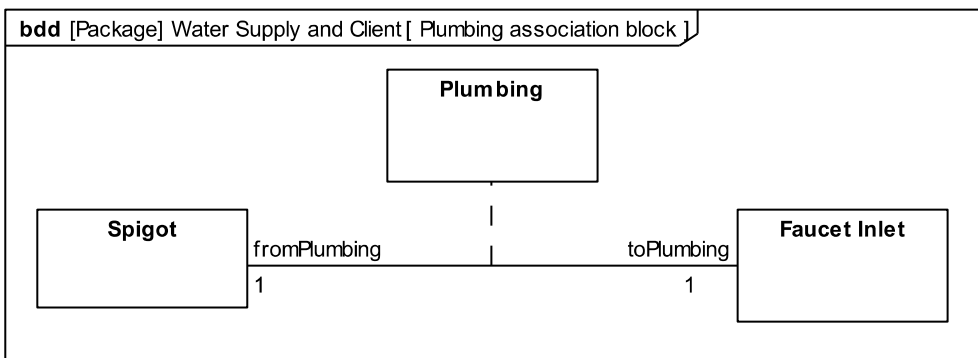 bdd [Package] Water Supply and Client [ Plumbing association block ]
Plumbing
Spigot
Faucet Inlet
fromPlumbing
toPlumbing
1
1